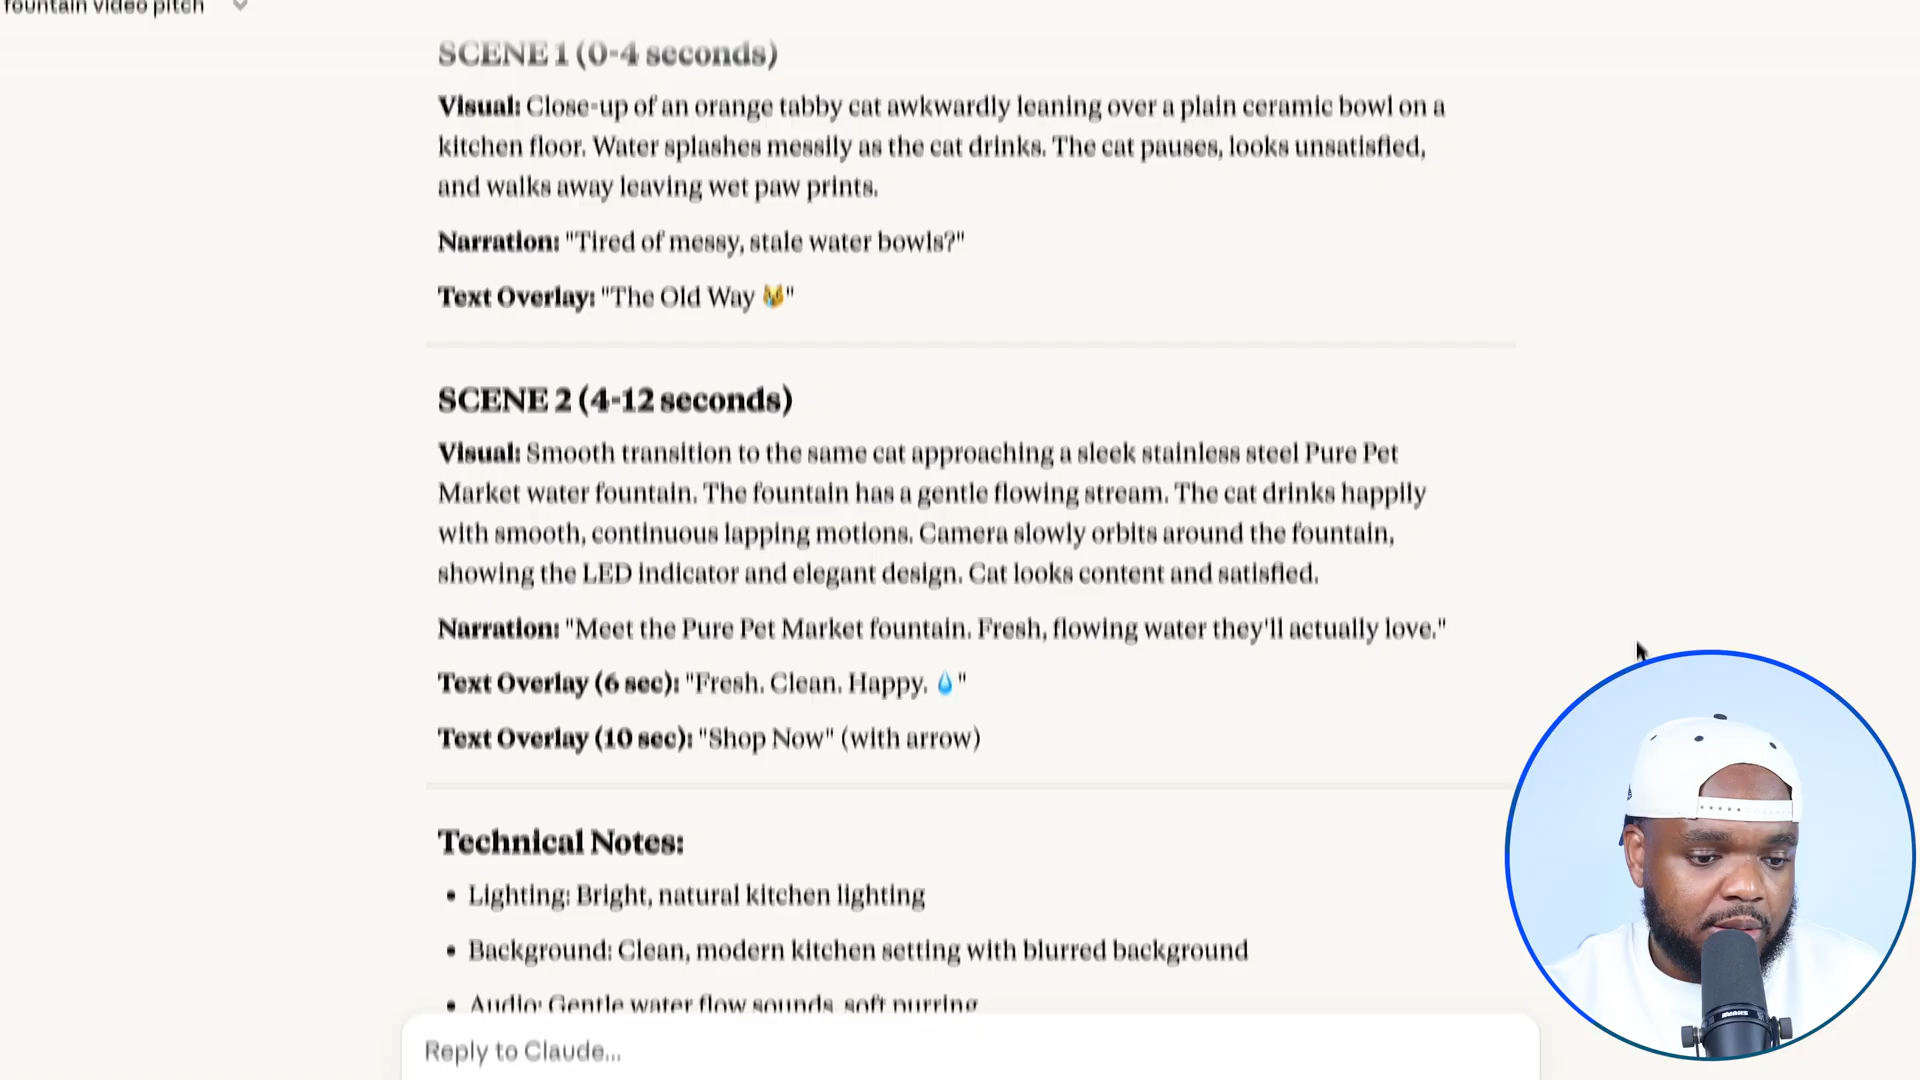 fountain video pitch
SCENE 1 (0-4 seconds)
Visual: Close-up of an orange tabby cat awkwardly leaning over a plain ceramic bowl on a
kitchen floor. Water splashes messily as the cat drinks. The cat pauses, looks unsatisfied,
and walks away leaving wet paw prints.
Narration: "Tired of messy, stale water bowls?"
Text Overlay: "The Old Way 😿"
SCENE 2 (4-12 seconds)
Visual: Smooth transition to the same cat approaching a sleek stainless steel Pure Pet
Market water fountain. The fountain has a gentle flowing stream. The cat drinks happily
with smooth, continuous lapping motions. Camera slowly orbits around the fountain,
showing the LED indicator and elegant design. Cat looks content and satisfied.
Narration: "Meet the Pure Pet Market fountain. Fresh, flowing water they'll actually love."
Text Overlay (6 sec): "Fresh. Clean. Happy. 💧"
Text Overlay (10 sec): "Shop Now" (with arrow)
Technical Notes:
• Lighting: Bright, natural kitchen lighting
• Background: Clean, modern kitchen setting with blurred background
• Audio: Gentle water flow sounds, soft purring
Reply to Claude...